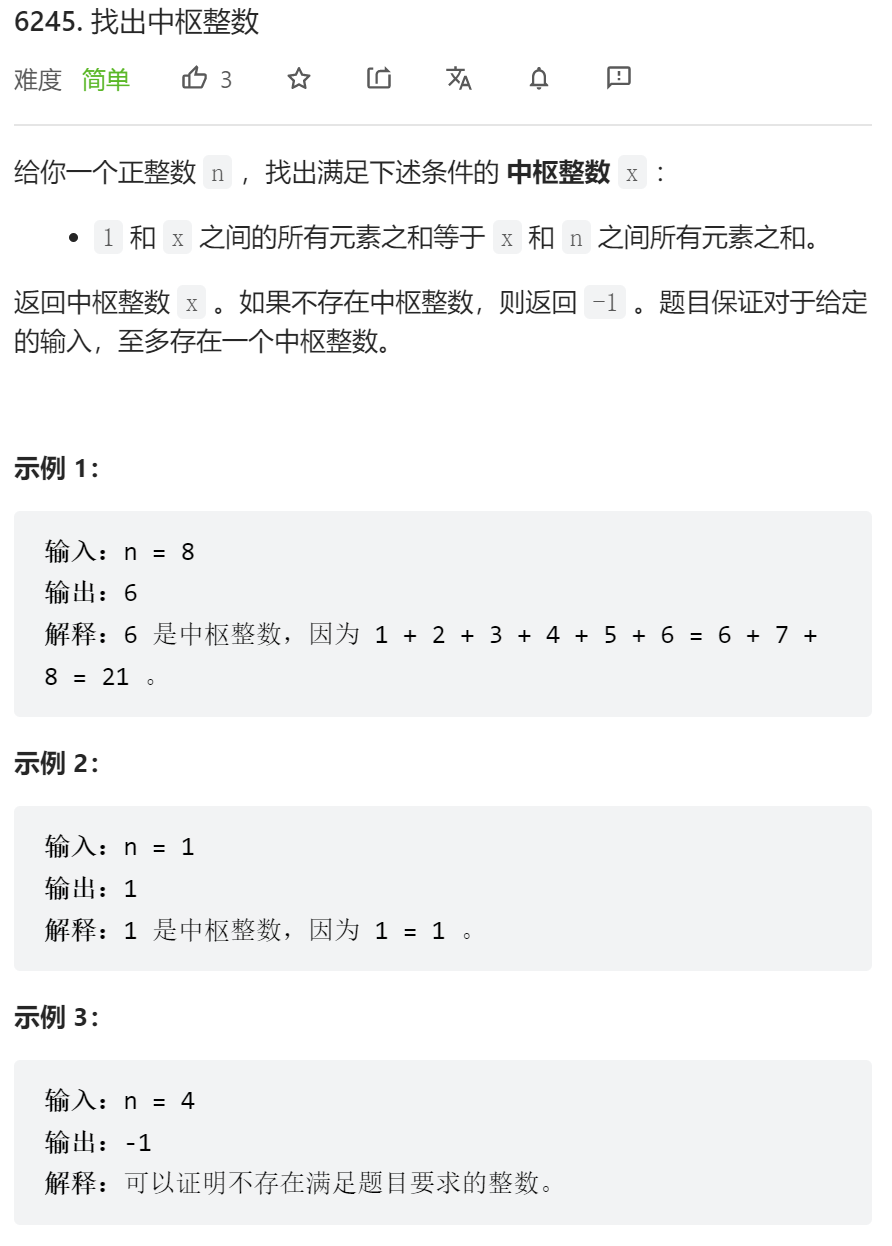 6245. 找出中枢整数
难度 简单 3
给你一个正整数 n ，找出满足下述条件的 中枢整数 x ：
• 1 和 x 之间的所有元素之和等于 x 和 n 之间所有元素之和。
返回中枢整数 x 。如果不存在中枢整数，则返回 -1 。题目保证对于给定
的输入，至多存在一个中枢整数。
示例 1：
输入：n = 8
输出：6
解释：6 是中枢整数，因为 1 + 2 + 3 + 4 + 5 + 6 = 6 + 7 +
8 = 21 。
示例 2：
输入：n = 1
输出：1
解释：1 是中枢整数，因为 1 = 1 。
示例 3：
输入：n = 4
输出：-1
解释：可以证明不存在满足题目要求的整数。